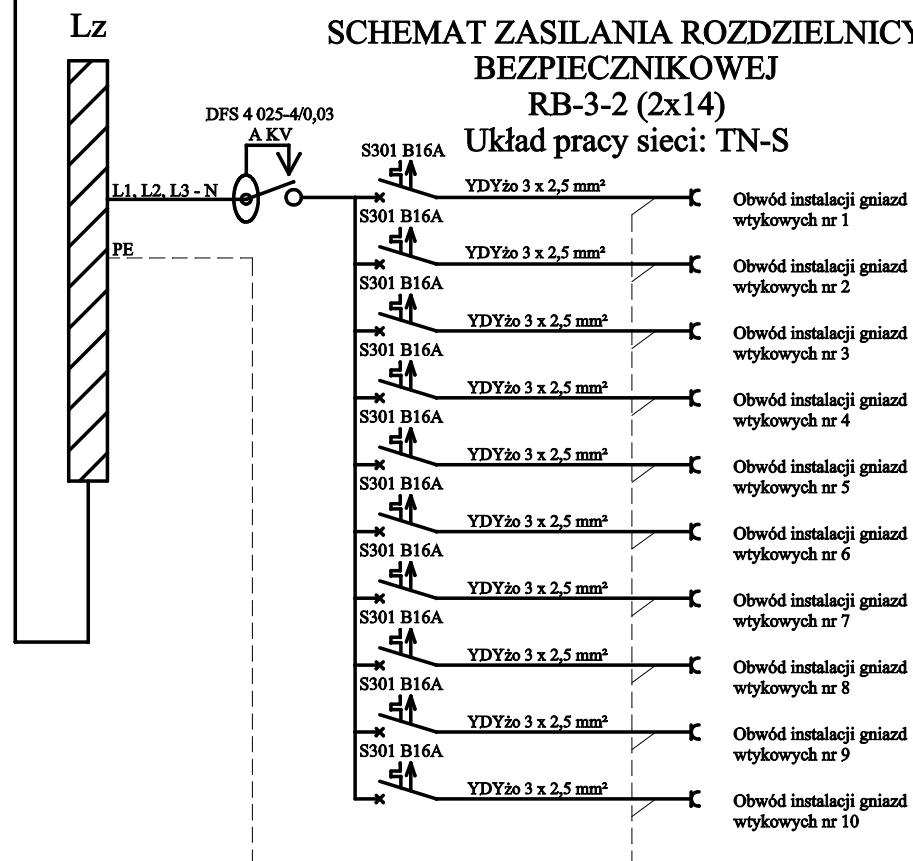 Lz
SCHEMAT ZASILANIA ROZDZIELNICY
BEZPIECZNIKOWEJ
RB-3-2 (2x14)
Układ pracy sieci: TN-S
DFS 4 025-4/0,03
A KV
L1, L2, L3 - N
PE
S301 B16A
YDYżo 3 x 2,5 mm²
Obwód instalacji gniazd
wtykowych nr 1
S301 B16A
YDYżo 3 x 2,5 mm²
Obwód instalacji gniazd
wtykowych nr 2
S301 B16A
YDYżo 3 x 2,5 mm²
Obwód instalacji gniazd
wtykowych nr 3
S301 B16A
YDYżo 3 x 2,5 mm²
Obwód instalacji gniazd
wtykowych nr 4
S301 B16A
YDYżo 3 x 2,5 mm²
Obwód instalacji gniazd
wtykowych nr 5
S301 B16A
YDYżo 3 x 2,5 mm²
Obwód instalacji gniazd
wtykowych nr 6
S301 B16A
YDYżo 3 x 2,5 mm²
Obwód instalacji gniazd
wtykowych nr 7
S301 B16A
YDYżo 3 x 2,5 mm²
Obwód instalacji gniazd
wtykowych nr 8
S301 B16A
YDYżo 3 x 2,5 mm²
Obwód instalacji gniazd
wtykowych nr 9
S301 B16A
YDYżo 3 x 2,5 mm²
Obwód instalacji gniazd
wtykowych nr 10